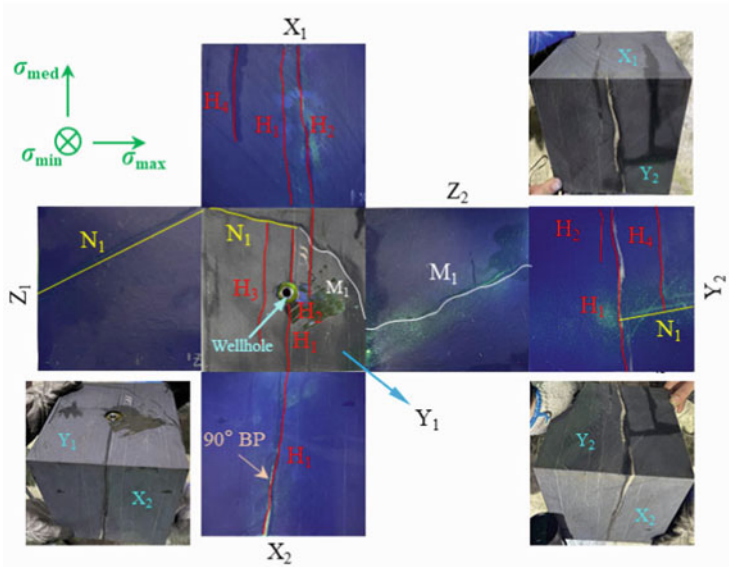 X₁
σmed
σmin
σmax
H₄
H₁
H₂
X₁
Y₂
Z₂
Z₁
N₁
N₁
H₃
M₁
H₂
H₁
Wellhole
M₁
H₂
H₄
H₁
N₁
Y₂
Y₁
Y₁
X₂
90° BP
H₁
Y₂
X₂
X₂